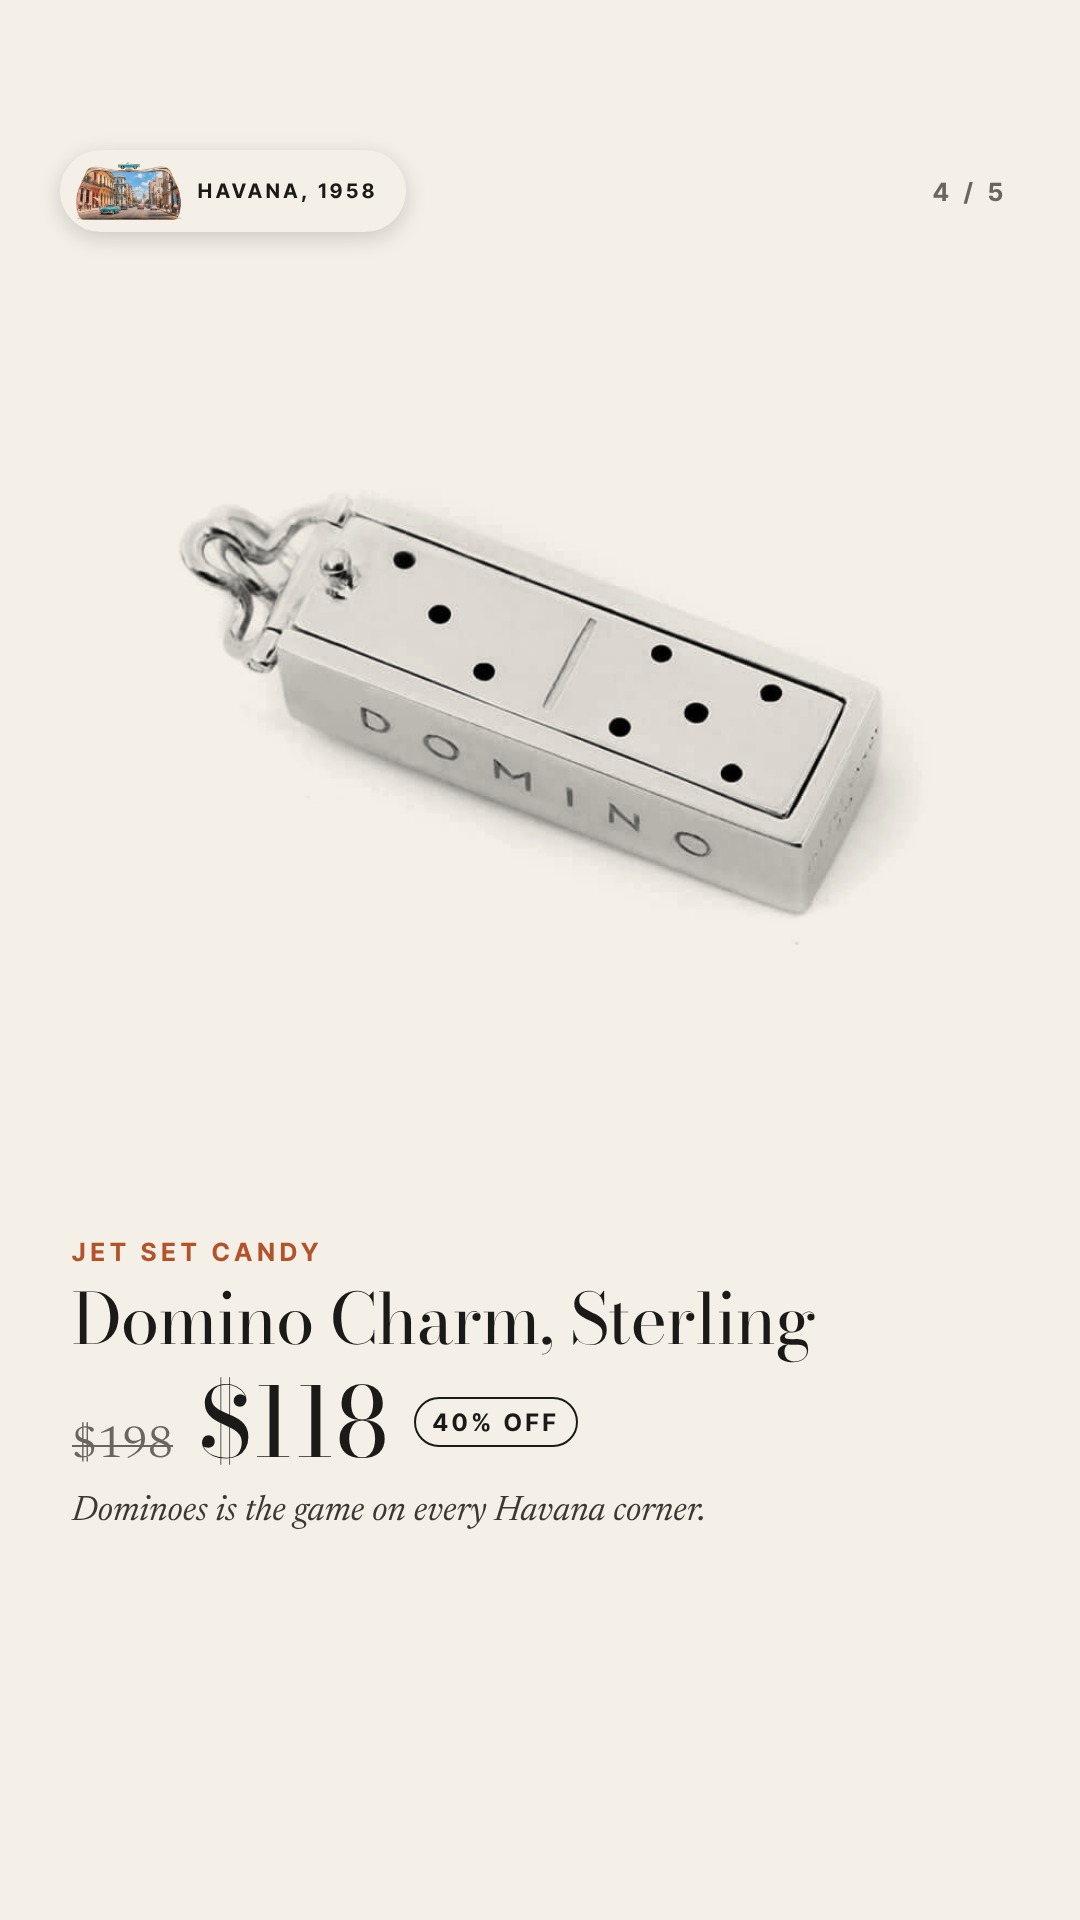 HAVANA, 1958
4 / 5
DOMINO
JET SET CANDY
Domino Charm, Sterling
$198 $118 40% OFF
Dominoes is the game on every Havana corner.